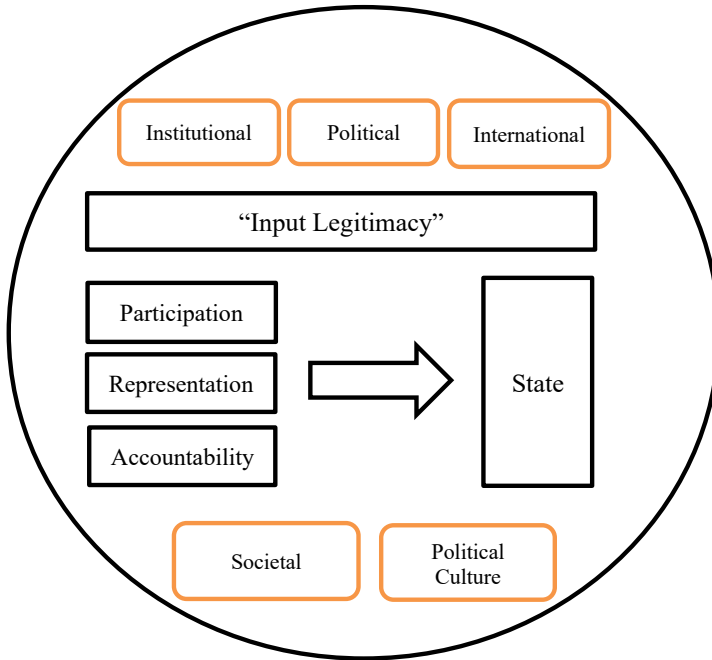 Institutional
Political
International
“Input Legitimacy”
Participation
Representation
Accountability
State
Societal
Political
Culture